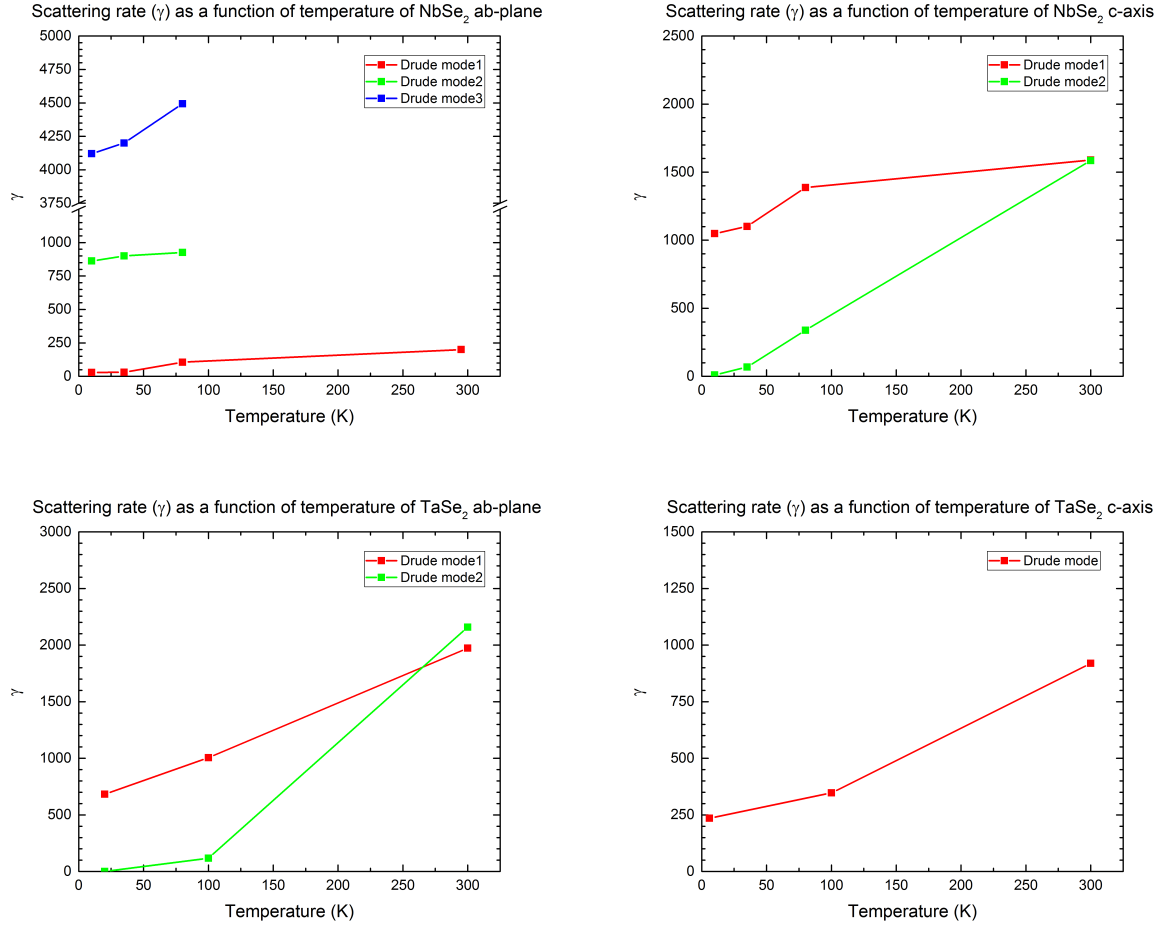 Scattering rate (γ) as a function of temperature of NbSe2 ab-plane
5000
4750
4500
4250
4000
3750
1000
750
500
250
0
γ
Drude mode1
Drude mode2
Drude mode3
0 50 100 150 200 250 300
Temperature (K)
Scattering rate (γ) as a function of temperature of NbSe2 c-axis
2500
2000
1500
1000
500
0
γ
Drude mode1
Drude mode2
0 50 100 150 200 250 300
Temperature (K)
Scattering rate (γ) as a function of temperature of TaSe2 ab-plane
3000
2500
2000
1500
1000
500
0
γ
Drude mode1
Drude mode2
0 50 100 150 200 250 300
Temperature (K)
Scattering rate (γ) as a function of temperature of TaSe2 c-axis
1500
1250
1000
750
500
250
0
γ
Drude mode
0 50 100 150 200 250 300
Temperature (K)